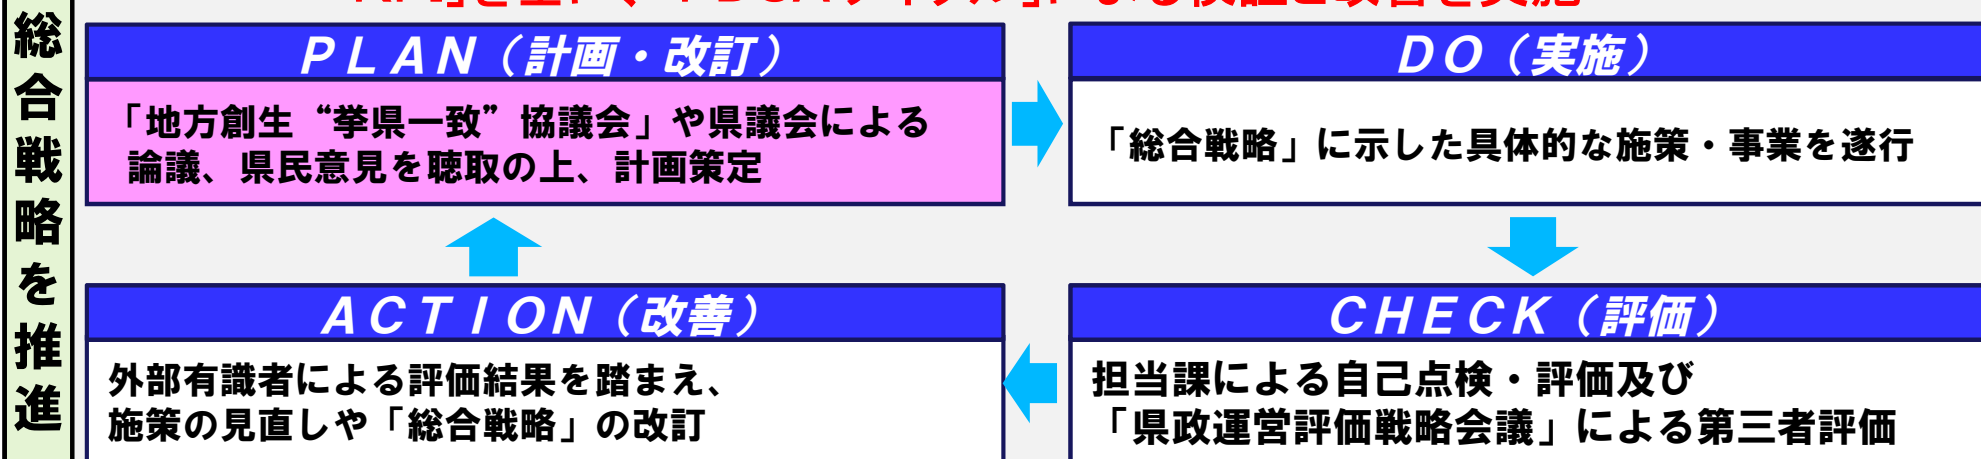 総合戦略を推進
PLAN（計画・改訂）
「地方創生“挙県一致”協議会」や県議会による
論議、県民意見を聴取の上、計画策定
DO（実施）
「総合戦略」に示した具体的な施策・事業を遂行
ACTION（改善）
外部有識者による評価結果を踏まえ、
施策の見直しや「総合戦略」の改訂
CHECK（評価）
担当課による自己点検・評価及び
「県政運営評価戦略会議」による第三者評価